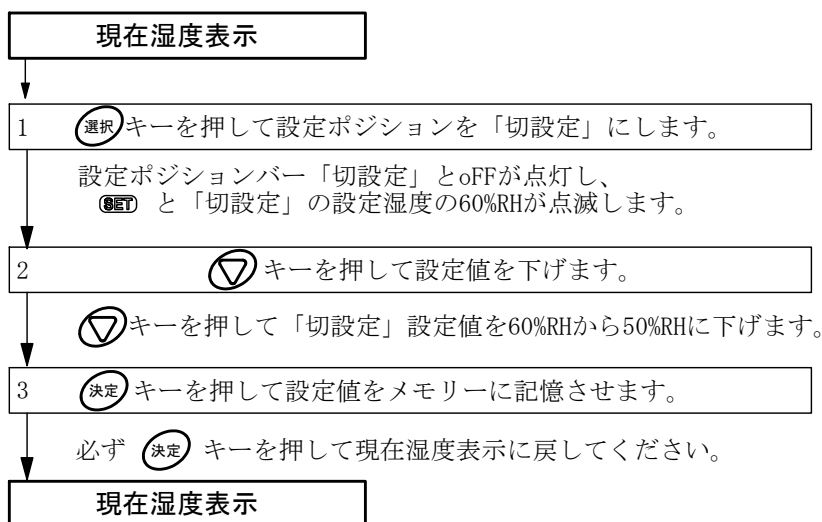 現在湿度表示
1 選択キーを押して設定ポジションを「切設定」にします。
設定ポジションバー「切設定」とoFFが点灯し、
SET と「切設定」の設定湿度の60%RHが点滅します。
2 キーを押して設定値を下げます。
キーを押して「切設定」設定値を60%RHから50%RHに下げます。
3 決定キーを押して設定値をメモリーに記憶させます。
必ず 決定 キーを押して現在湿度表示に戻してください。
現在湿度表示